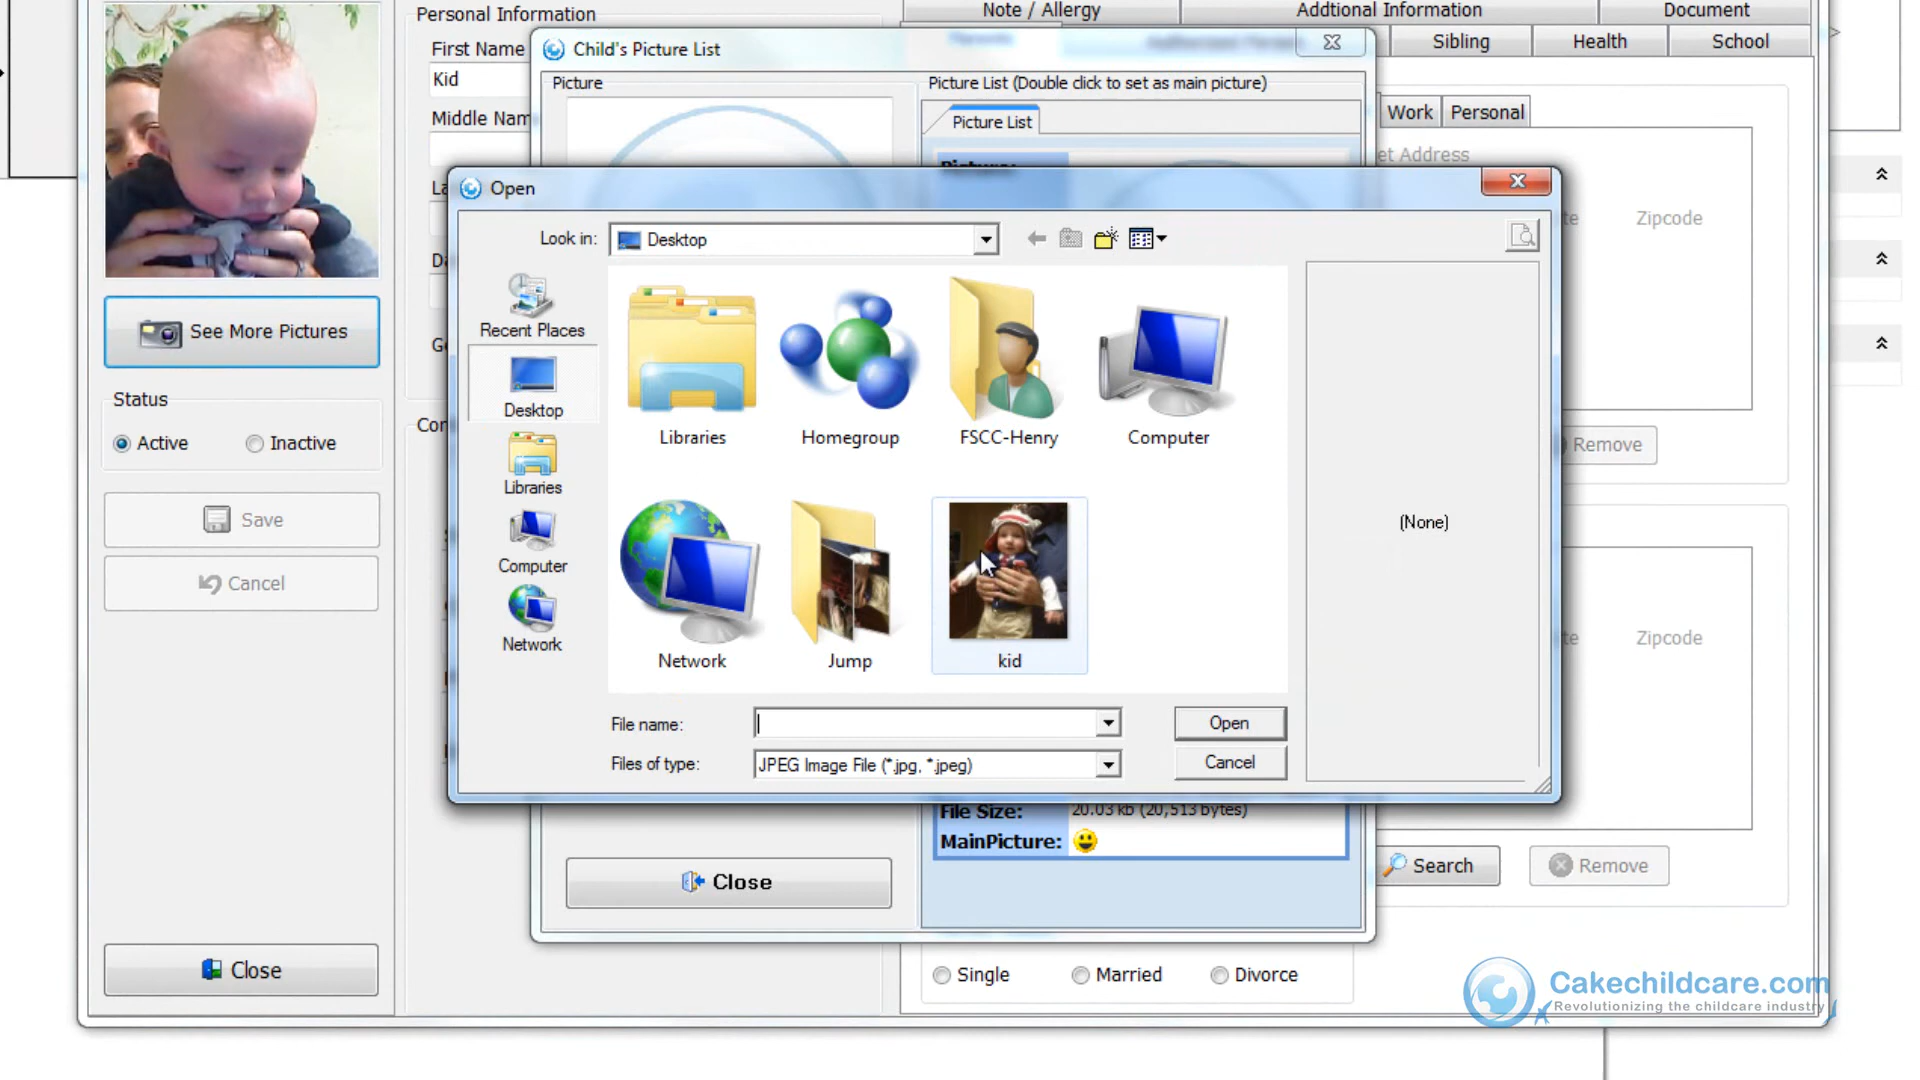 Personal Information
Note / Allergy
Addtional Information
Document
First Name
Child's Picture List
Sibling
Health
School
Kid
Picture
Picture List (Double click to set as main picture)
Middle Nam
Picture List
Work
Personal
et Address
Picture:
Open
Zipcode
Look in:
Desktop
Recent Places
See More Pictures
Desktop
Libraries
Homegroup
FSCC-Henry
Computer
Status
Active
Inactive
Libraries
Remove
Save
Computer
(None)
Cancel
Network
Zipcode
Network
Jump
kid
File name:
Open
Files of type:
JPEG Image File (*.jpg, *.jpeg)
Cancel
File Size:
20.03 kb (20,513 bytes)
MainPicture:
Close
Search
Remove
Close
Single
Married
Divorce
Cakechildcare.com
Revolutionizing the childcare industry